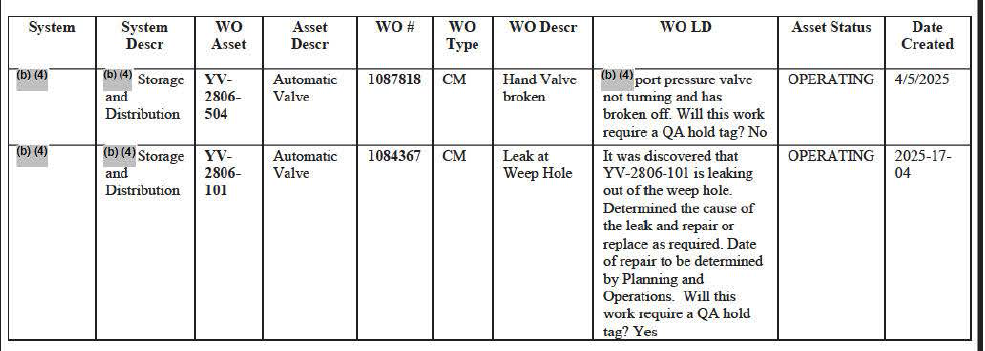 System System Descr WO Asset Asset Descr WO # WO Type WO Descr WO LD Asset Status Date Created
(b) (4) (b) (4) Storage and Distribution YV-2806-504 Automatic Valve 1087818 CM Hand Valve broken (b) (4) port pressure valve not turning and has broken off. Will this work require a QA hold tag? No OPERATING 4/5/2025
(b) (4) (b) (4) Storage and Distribution YV-2806-101 Automatic Valve 1084367 CM Leak at Weep Hole It was discovered that YV-2806-101 is leaking out of the weep hole. Determined the cause of the leak and repair or replace as required. Date of repair to be determined by Planning and Operations. Will this work require a QA hold tag? Yes OPERATING 2025-17-04